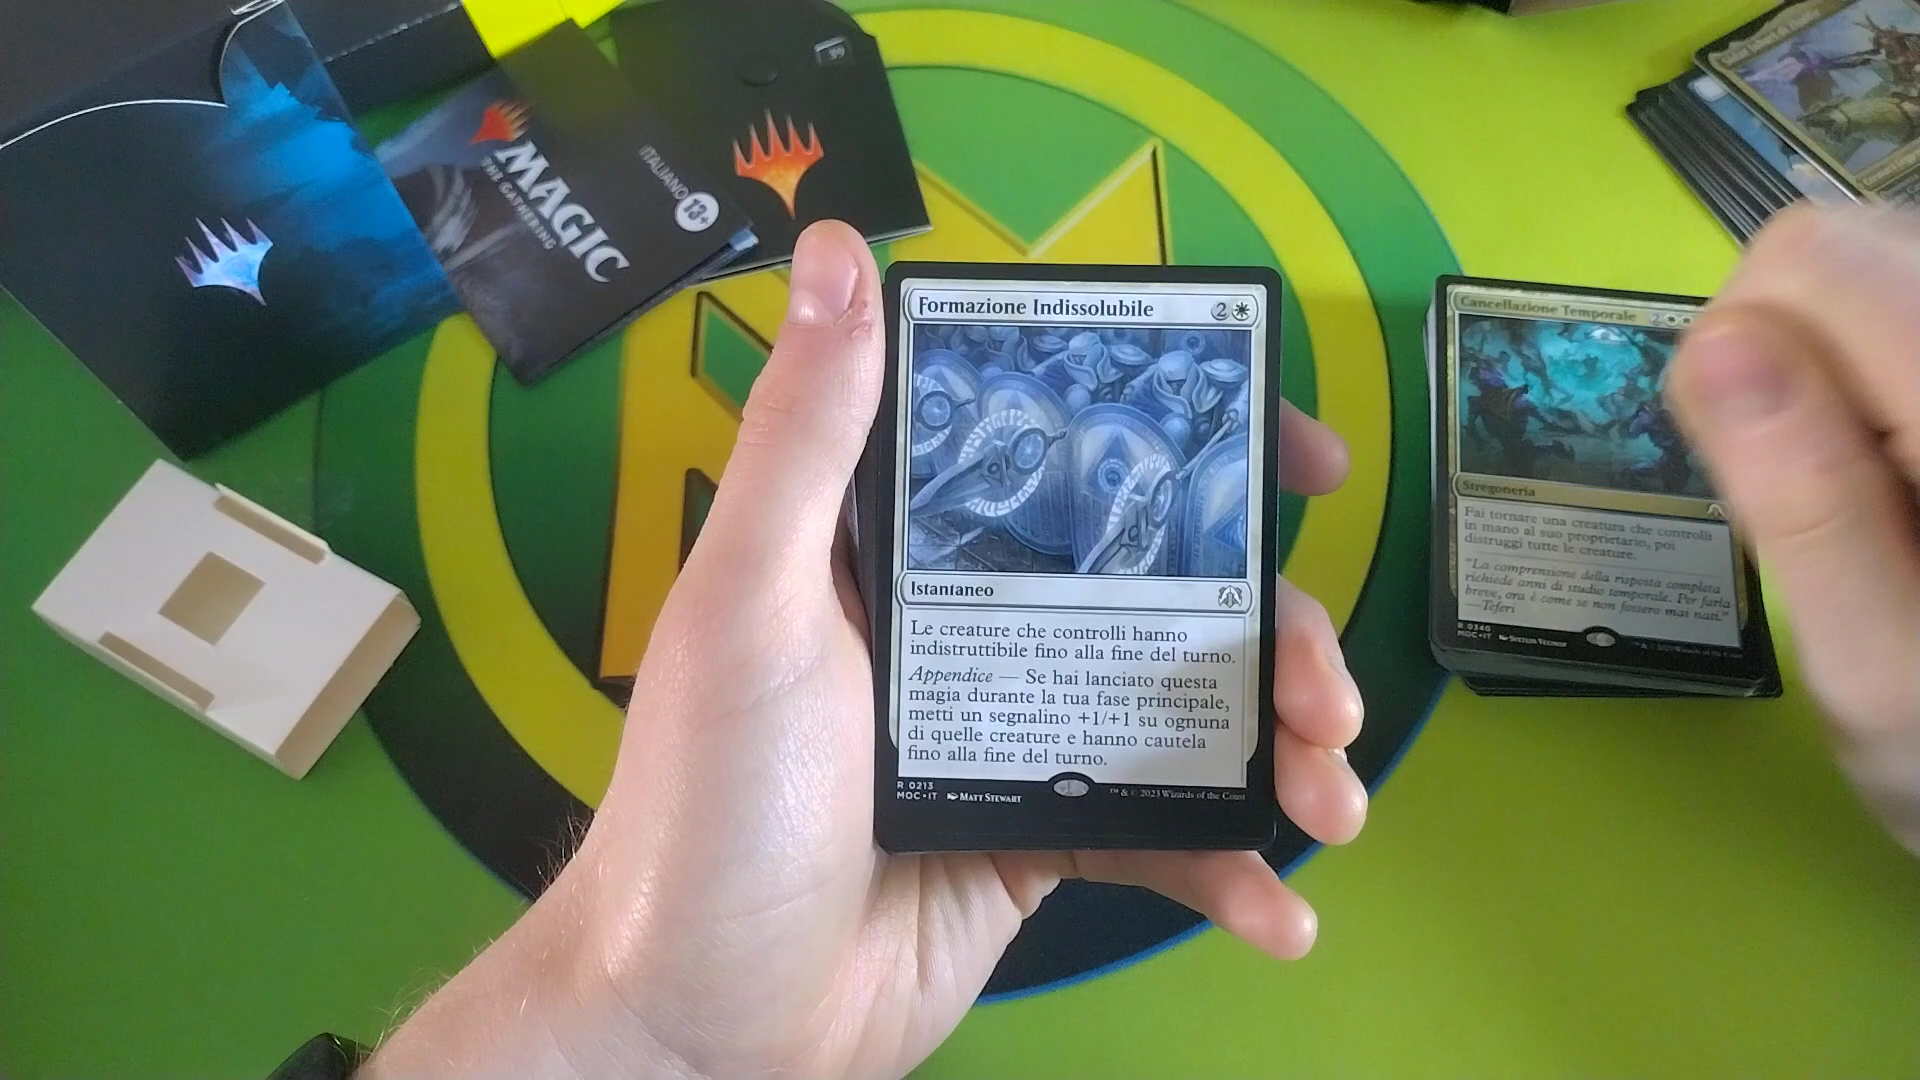 MAGIC
THE GATHERING
ITALIANO
13+
Formazione Indissolubile
2
Istantaneo
Le creature che controlli hanno
indistruttibile fino alla fine del turno.
Appendice — Se hai lanciato questa
magia durante la tua fase principale,
metti un segnalino +1/+1 su ognuna
di quelle creature e hanno cautela
fino alla fine del turno.
R 0213
MOC • IT MATT STEWART
™ & © 2023 Wizards of the Coast
Cancellazione Temporale
2
Stregoneria
Fai tornare una creatura che controlli
in mano al suo proprietario, poi
distruggi tutte le creature.
"La comprensione della risposta completa
richiede anni di studio temporale. Per farla
breve, ora è come se non fossero mai nati."
—Teferi
R 0340
MOC • IT